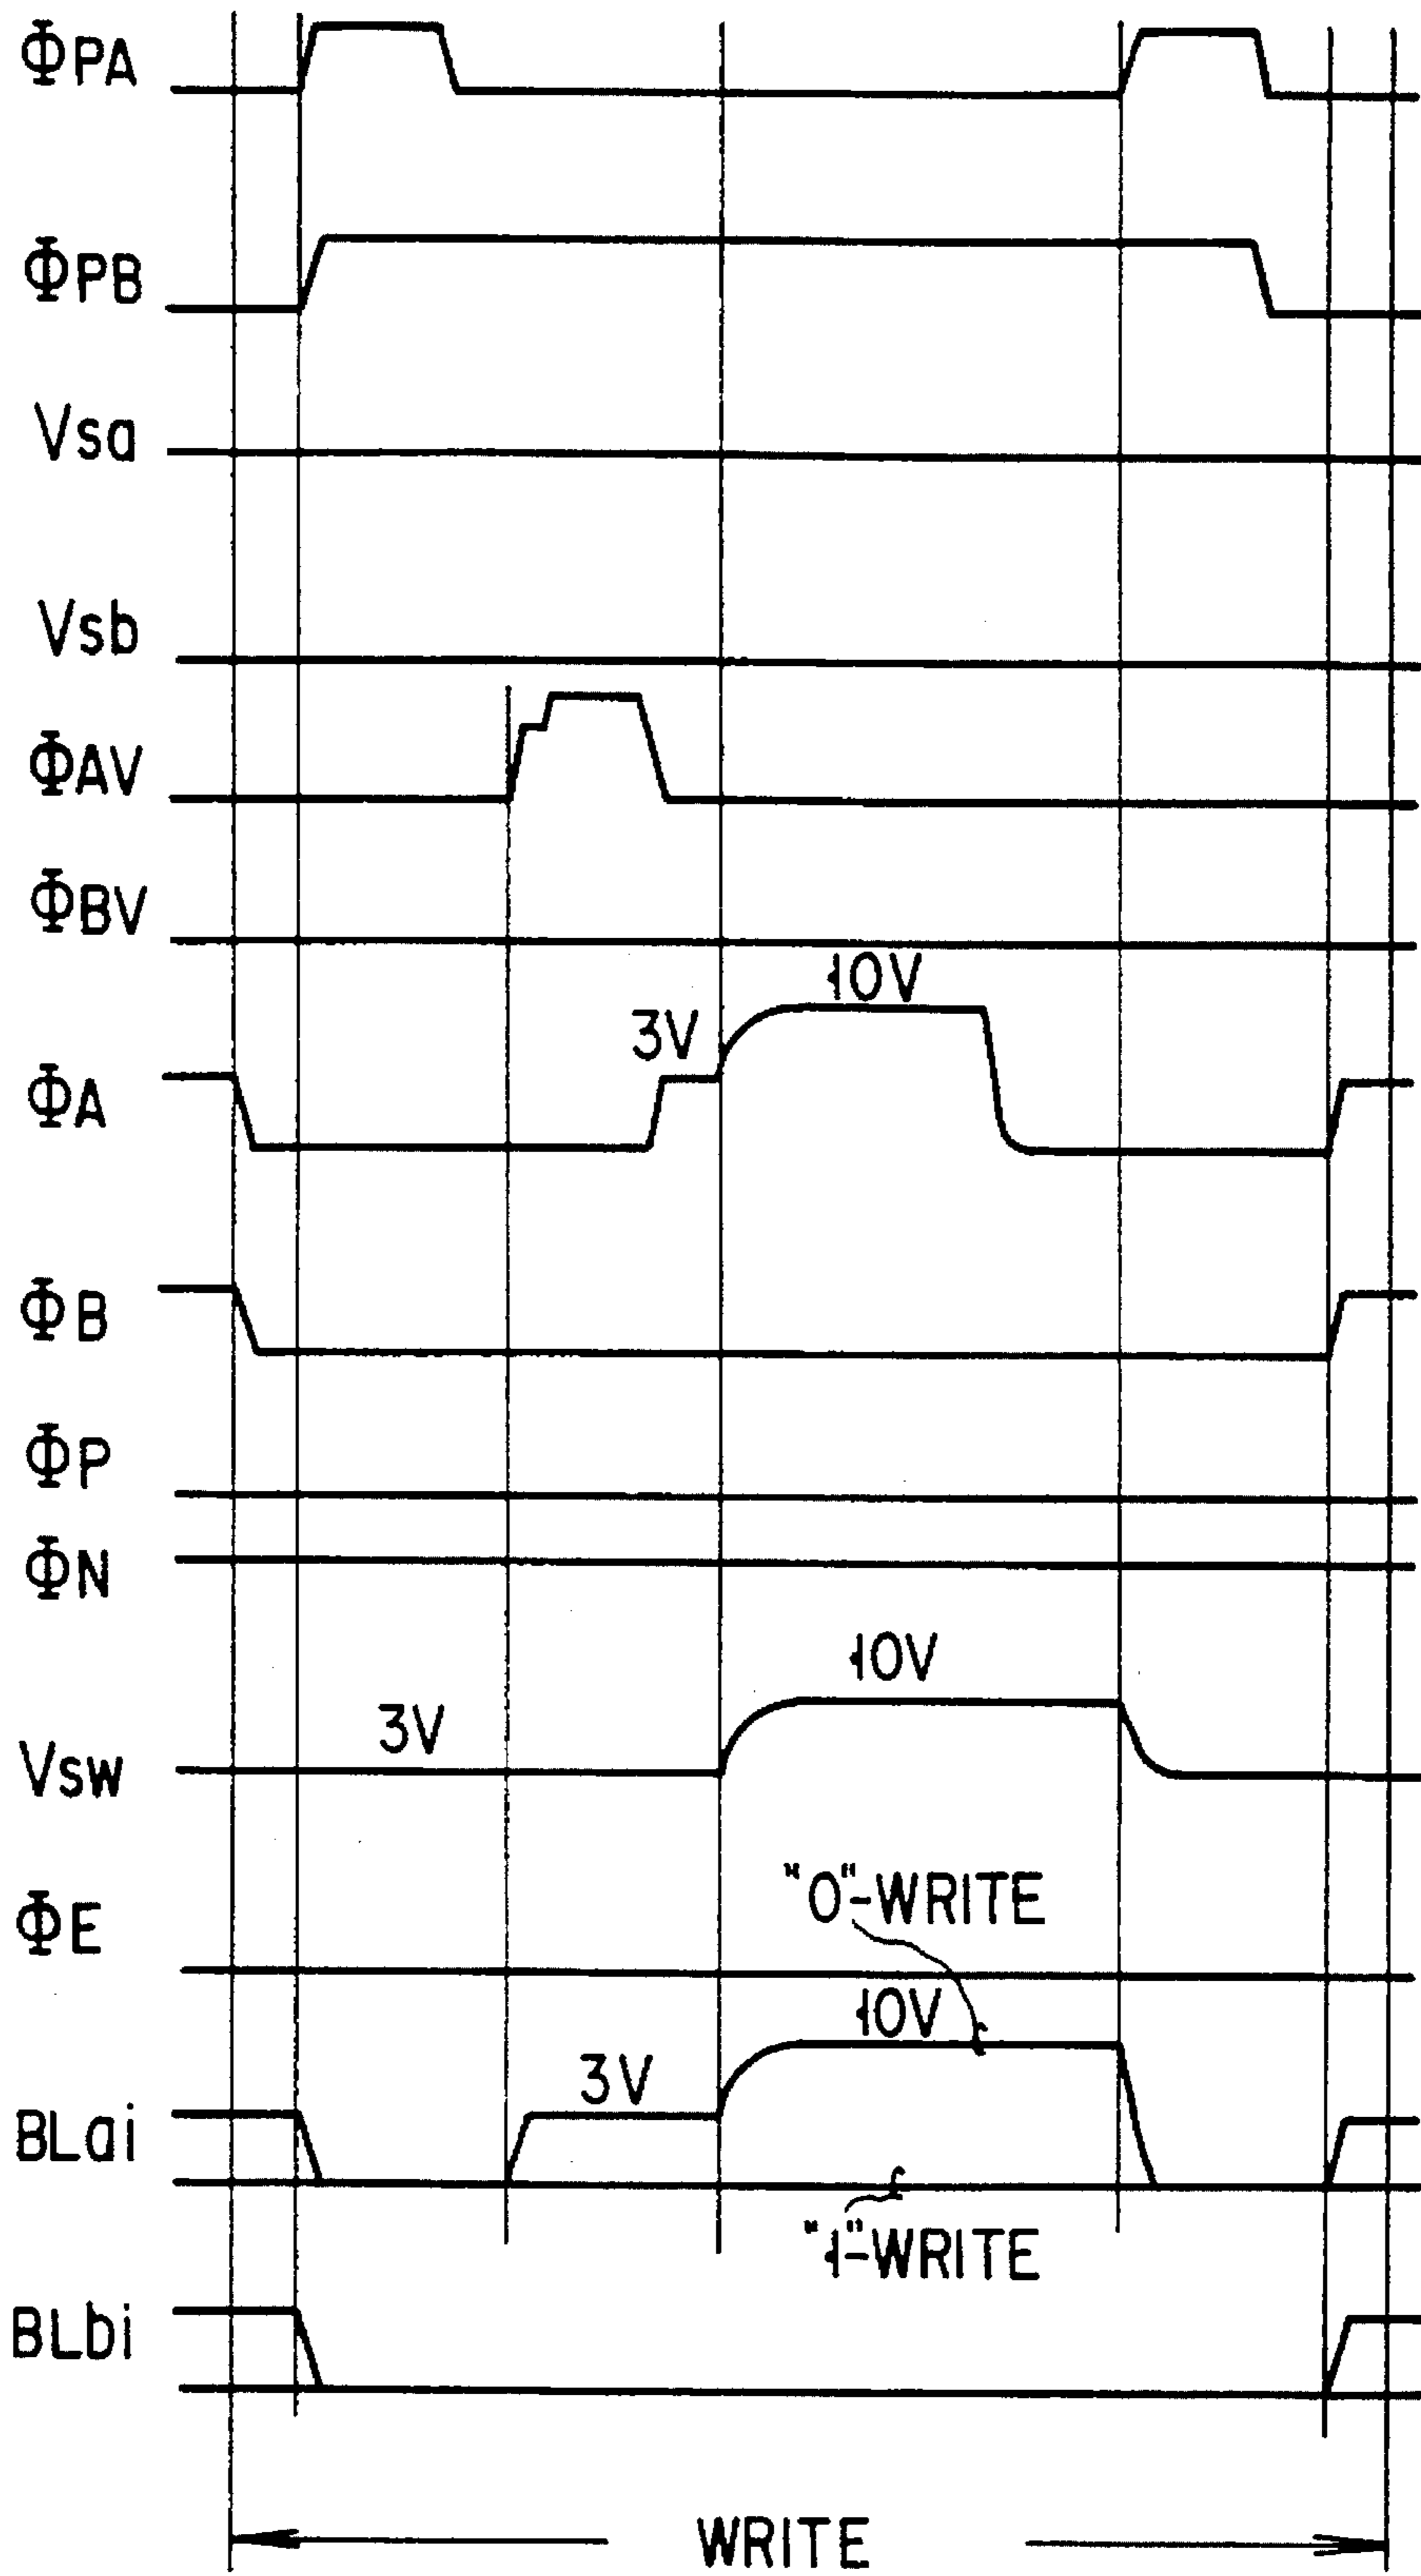 ΦPA
ΦPB
Vsa
Vsb
ΦAV
ΦBV
10V
3V
ΦA
ΦB
ΦP
ΦN
10V
3V
Vsw
"0"-WRITE
ΦE
10V
3V
BLai
"1"-WRITE
BLbi
WRITE